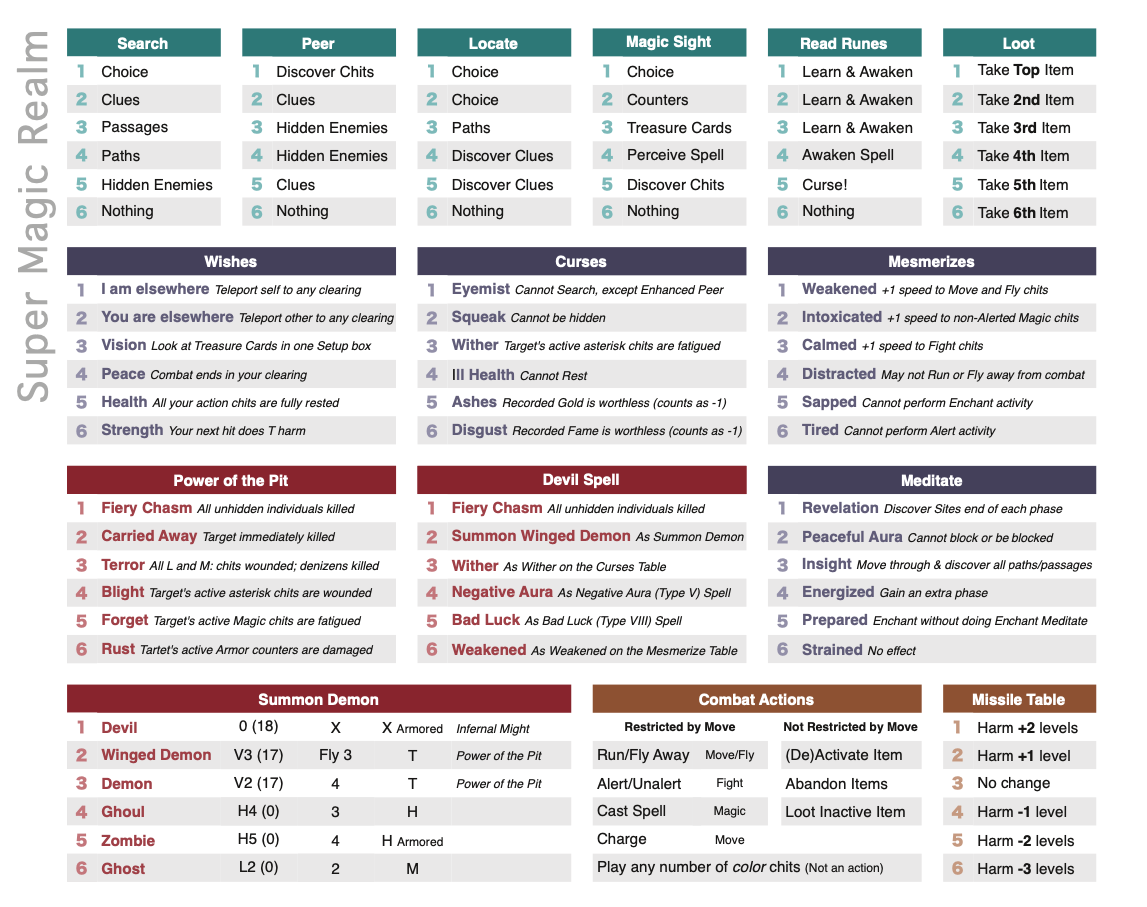 Super Magic Realm
Search
1 Choice
2 Clues
3 Passages
4 Paths
5 Hidden Enemies
6 Nothing
Peer
1 Discover Chits
2 Clues
3 Hidden Enemies
4 Hidden Enemies
5 Clues
6 Nothing
Locate
1 Choice
2 Choice
3 Paths
4 Discover Clues
5 Discover Clues
6 Nothing
Magic Sight
1 Choice
2 Counters
3 Treasure Cards
4 Perceive Spell
5 Discover Chits
6 Nothing
Read Runes
1 Learn & Awaken
2 Learn & Awaken
3 Learn & Awaken
4 Awaken Spell
5 Curse!
6 Nothing
Loot
1 Take Top Item
2 Take 2nd Item
3 Take 3rd Item
4 Take 4th Item
5 Take 5th Item
6 Take 6th Item
Wishes
1 I am elsewhere Teleport self to any clearing
2 You are elsewhere Teleport other to any clearing
3 Vision Look at Treasure Cards in one Setup box
4 Peace Combat ends in your clearing
5 Health All your action chits are fully rested
6 Strength Your next hit does T harm
Curses
1 Eyemist Cannot Search, except Enhanced Peer
2 Squeak Cannot be hidden
3 Wither Target's active asterisk chits are fatigued
4 Ill Health Cannot Rest
5 Ashes Recorded Gold is worthless (counts as -1)
6 Disgust Recorded Fame is worthless (counts as -1)
Mesmerizes
1 Weakened +1 speed to Move and Fly chits
2 Intoxicated +1 speed to non-Alerted Magic chits
3 Calmed +1 speed to Fight chits
4 Distracted May not Run or Fly away from combat
5 Sapped Cannot perform Enchant activity
6 Tired Cannot perform Alert activity
Power of the Pit
1 Fiery Chasm All unhidden individuals killed
2 Carried Away Target immediately killed
3 Terror All L and M: chits wounded; denizens killed
4 Blight Target's active asterisk chits are wounded
5 Forget Target's active Magic chits are fatigued
6 Rust Tartet's active Armor counters are damaged
Devil Spell
1 Fiery Chasm All unhidden individuals killed
2 Summon Winged Demon As Summon Demon
3 Wither As Wither on the Curses Table
4 Negative Aura As Negative Aura (Type V) Spell
5 Bad Luck As Bad Luck (Type VIII) Spell
6 Weakened As Weakened on the Mesmerize Table
Meditate
1 Revelation Discover Sites end of each phase
2 Peaceful Aura Cannot block or be blocked
3 Insight Move through & discover all paths/passages
4 Energized Gain an extra phase
5 Prepared Enchant without doing Enchant Meditate
6 Strained No effect
Summon Demon
1 Devil 0 (18) X X Armored Infernal Might
2 Winged Demon V3 (17) Fly 3 T Power of the Pit
3 Demon V2 (17) 4 T Power of the Pit
4 Ghoul H4 (0) 3 H
5 Zombie H5 (0) 4 H Armored
6 Ghost L2 (0) 2 M
Combat Actions
Restricted by Move Not Restricted by Move
Run/Fly Away Move/Fly (De)Activate Item
Alert/Unalert Fight Abandon Items
Cast Spell Magic Loot Inactive Item
Charge Move
Play any number of color chits (Not an action)
Missile Table
1 Harm +2 levels
2 Harm +1 level
3 No change
4 Harm -1 level
5 Harm -2 levels
6 Harm -3 levels